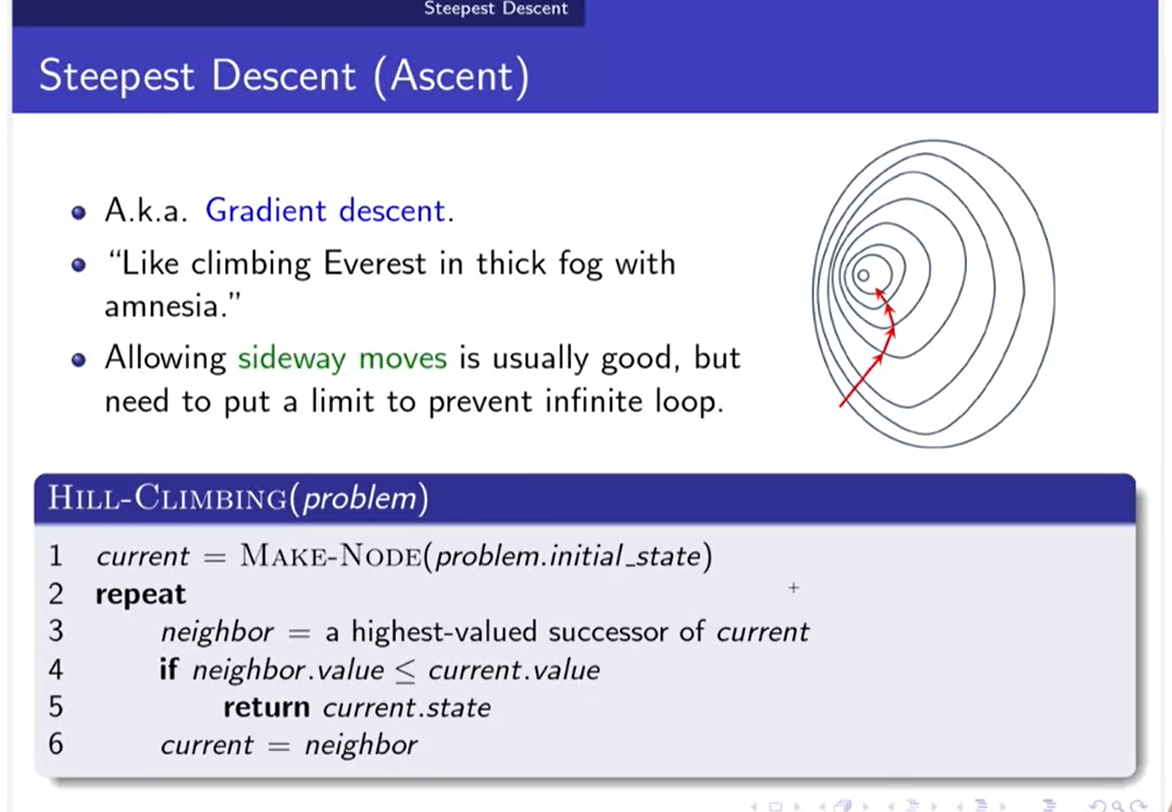 Steepest Descent
Steepest Descent (Ascent)
A.k.a. Gradient descent.
“Like climbing Everest in thick fog with
amnesia.”
Allowing sideway moves is usually good, but
need to put a limit to prevent infinite loop.
HILL-CLIMBING(problem)
1 current = MAKE-NODE(problem.initial_state)
2 repeat
3 neighbor = a highest-valued successor of current
4 if neighbor.value ≤ current.value
5 return current.state
6 current = neighbor